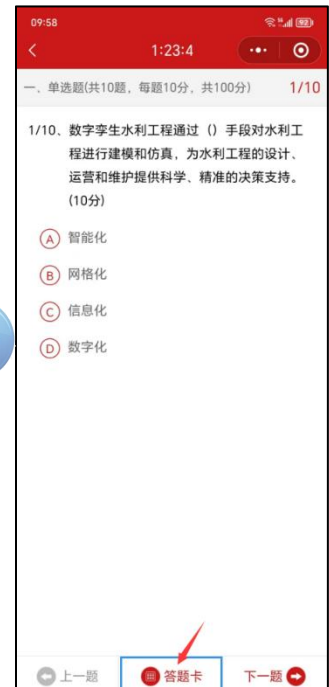 09:58
92
1:23:4
一、单选题(共10题，每题10分，共100分) 1/10
1/10、数字孪生水利工程通过（）手段对水利工
程进行建模和仿真，为水利工程的设计、
运营和维护提供科学、精准的决策支持。
(10分)
A 智能化
B 网格化
C 信息化
D 数字化
上一题 答题卡 下一题